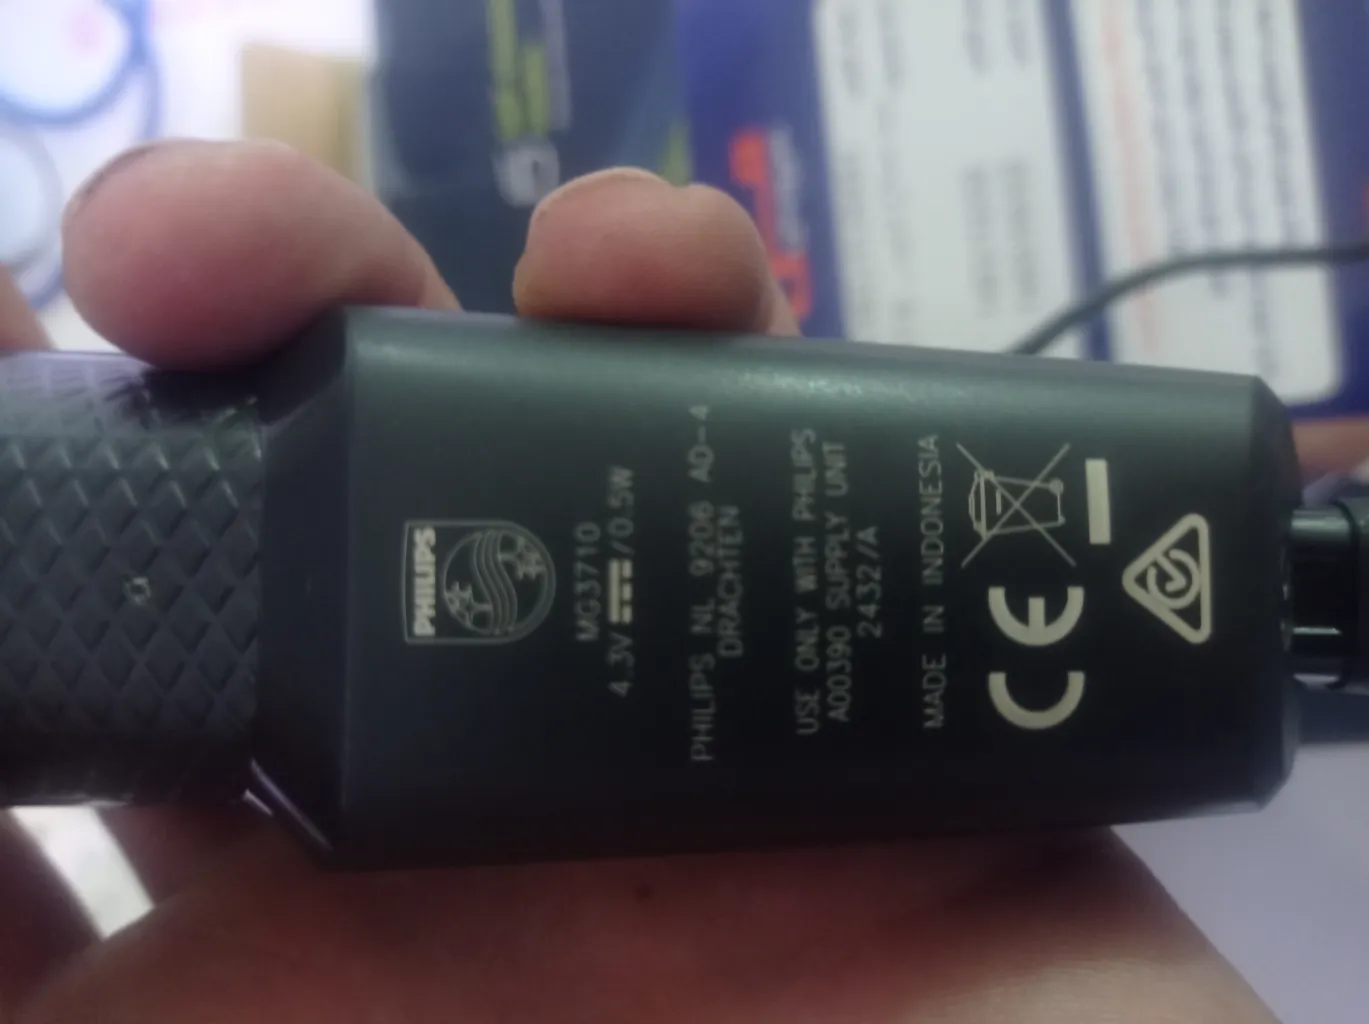 PHILIPS
MG3710
4.3V ⎓ /0.5W
PHILIPS NL 9206 AD-4
DRACHTEN
USE ONLY WITH PHILIPS
A00390 SUPPLY UNIT
2432/A
MADE IN INDONESIA
CE